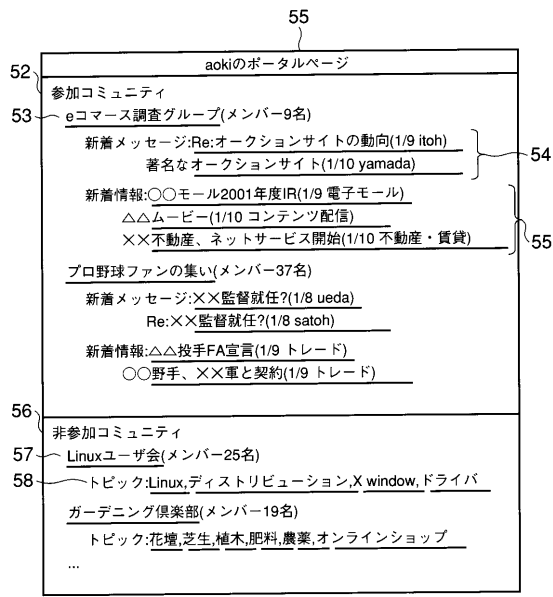 55
aokiのポータルページ
52
参加コミュニティ
53
eコマース調査グループ(メンバー9名)
新着メッセージ:Re:オークションサイトの動向(1/9 itoh)
著名なオークションサイト(1/10 yamada)
54
新着情報:○○モール2001年度IR(1/9 電子モール)
△△ムービー(1/10 コンテンツ配信)
××不動産、ネットサービス開始(1/10 不動産・賃貸)
55
プロ野球ファンの集い(メンバー37名)
新着メッセージ:××監督就任?(1/8 ueda)
Re:××監督就任?(1/8 satoh)
新着情報:△△投手FA宣言(1/9 トレード)
○○野手、××軍と契約(1/9 トレード)
56
非参加コミュニティ
57
Linuxユーザ会(メンバー25名)
58
トピック:Linux,ディストリビューション,X window,ドライバ
ガーデニング倶楽部(メンバー19名)
トピック:花壇,芝生,植木,肥料,農薬,オンラインショップ
...